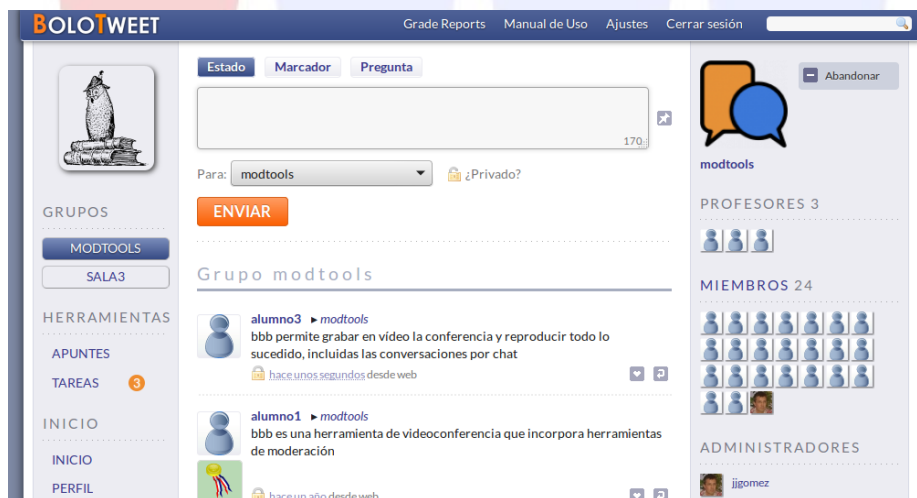 BOLOTWEET
Grade Reports Manual de Uso Ajustes Cerrar sesión
Estado Marcador Pregunta
170
Para: modtools ¿Privado?
ENVIAR
GRUPOS
MODTOOLS
SALA3
HERRAMIENTAS
APUNTES
TAREAS 3
INICIO
INICIO
PERFIL
Grupo modtools
alumno3 ▸ modtools
bbb permite grabar en vídeo la conferencia y reproducir todo lo
sucedido, incluidas las conversaciones por chat
hace unos segundos desde web
alumno1 ▸ modtools
bbb es una herramienta de videoconferencia que incorpora herramientas
de moderación
hace un año desde web
Abandonar
modtools
PROFESORES 3
MIEMBROS 24
ADMINISTRADORES
jjgomez